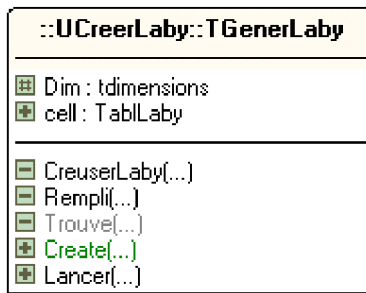 ::UCreerLaby::TGenerLaby
Dim : tdimensions
cell : TablLaby
CreuserLaby(...)
Rempli(...)
Trouve(...)
Create(...)
Lancer(...)